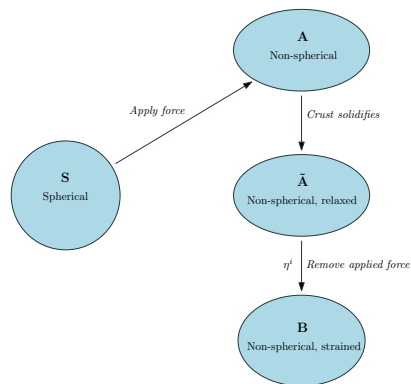 A
Non-spherical
Apply force
Crust solidifies
S
Spherical
Ã
Non-spherical, relaxed
η^i Remove applied force
B
Non-spherical, strained